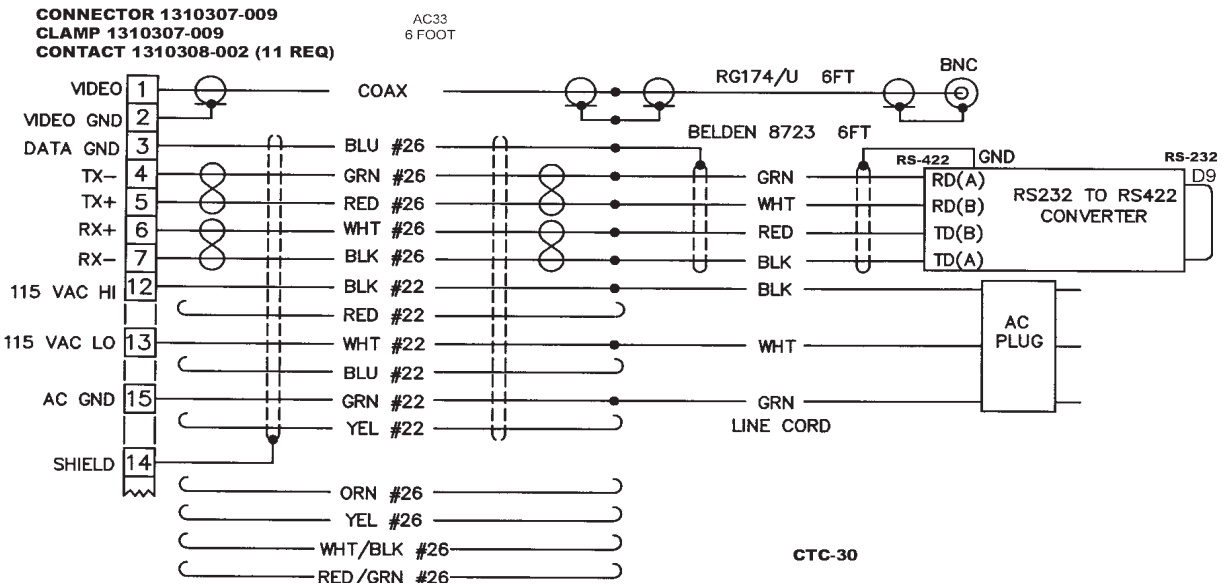 CONNECTOR 1310307-009
CLAMP 1310307-009
CONTACT 1310308-002 (11 REQ)
AC33
6 FOOT
VIDEO 1 COAX RG174/U 6FT BNC
VIDEO GND 2
BELDEN 8723 6FT
DATA GND 3 BLU #26
RS-422 GND RS-232
TX- 4 GRN #26 GRN RD(A) D9
TX+ 5 RED #26 WHT RD(B)
RS232 TO RS422
CONVERTER
RX+ 6 WHT #26 RED TD(B)
RX- 7 BLK #26 BLK TD(A)
115 VAC HI 12 BLK #22 BLK
RED #22
AC
PLUG
115 VAC LO 13 WHT #22 WHT
BLU #22
AC GND 15 GRN #22 GRN
YEL #22 LINE CORD
SHIELD 14
ORN #26
YEL #26
WHT/BLK #26
CTC-30
RED/GRN #26